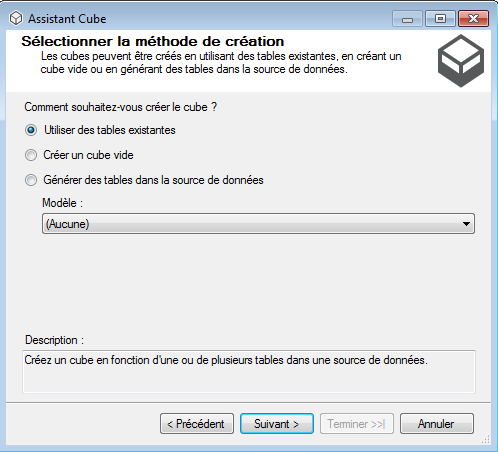 Assistant Cube
Sélectionner la méthode de création
Les cubes peuvent être créés en utilisant des tables existantes, en créant un
cube vide ou en générant des tables dans la source de données.
Comment souhaitez-vous créer le cube ?
Utiliser des tables existantes
Créer un cube vide
Générer des tables dans la source de données
Modèle :
(Aucune)
Description :
Créez un cube en fonction d'une ou de plusieurs tables dans une source de données.
< Précédent
Suivant >
Terminer >>|
Annuler